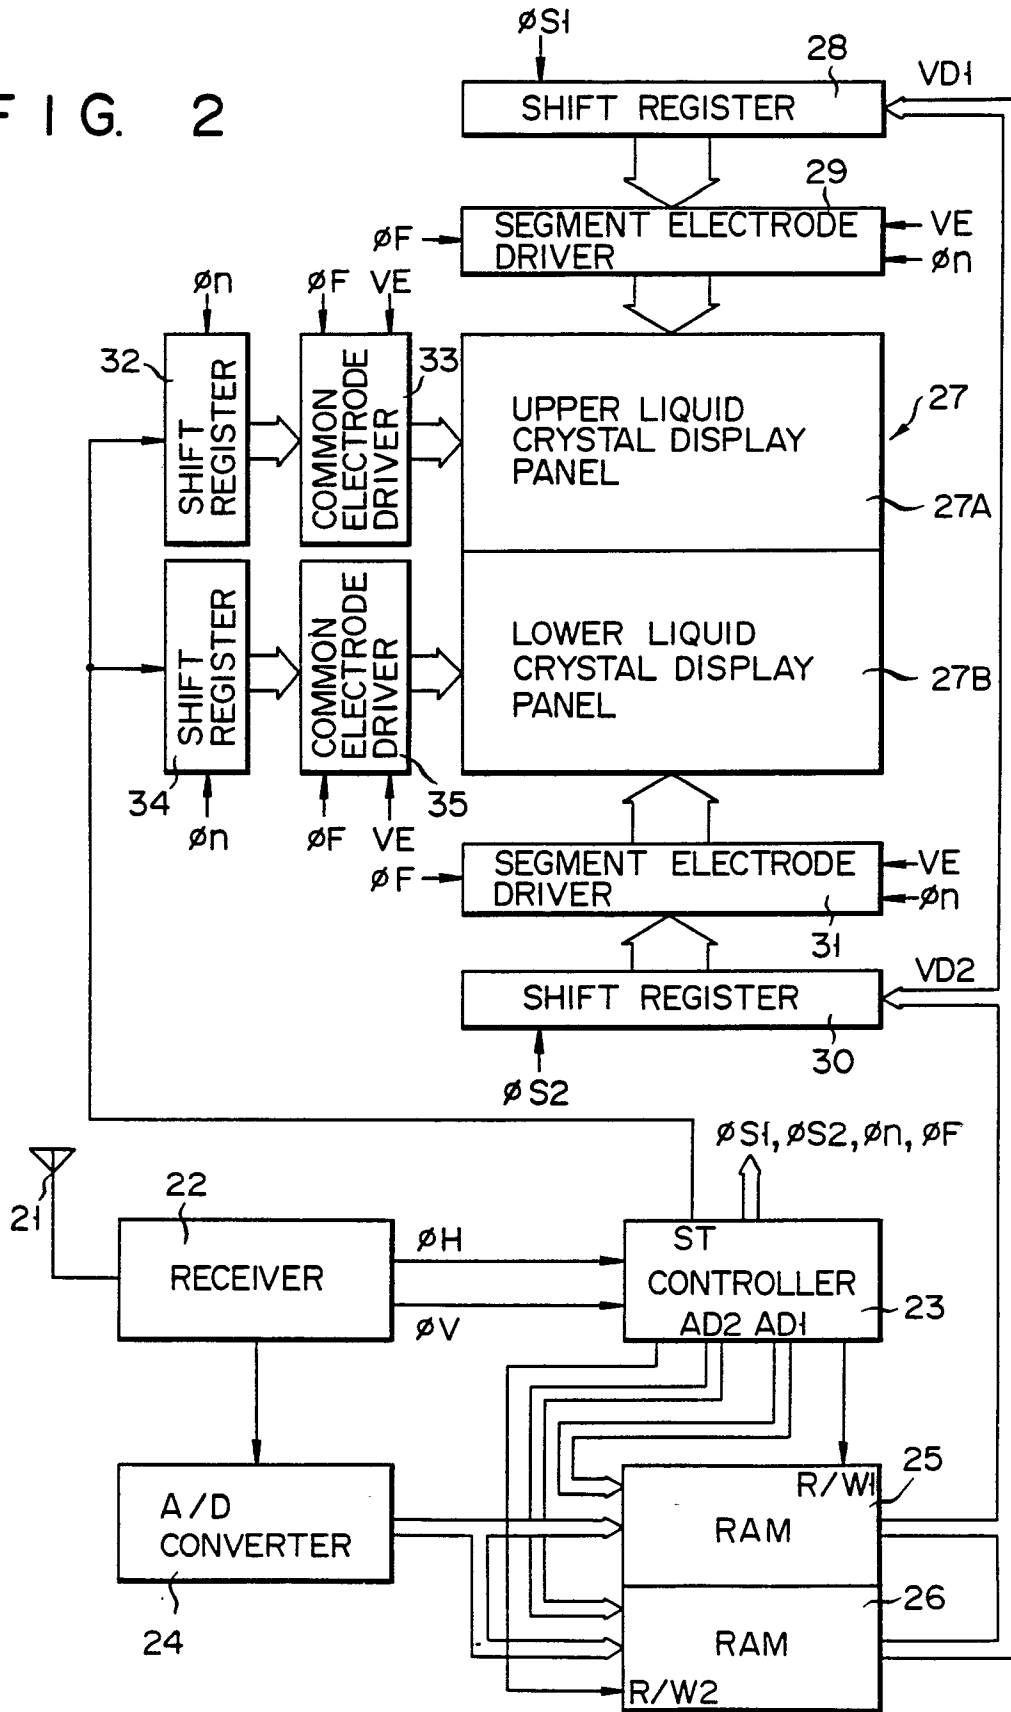 FIG. 2
øS1
28
VD1
SHIFT REGISTER
29
SEGMENT ELECTRODE
DRIVER
øF
VE
øn
øn
øF
VE
32
33
SHIFT
REGISTER
COMMON
ELECTRODE
DRIVER
UPPER LIQUID
CRYSTAL DISPLAY
PANEL
27
27A
SHIFT
REGISTER
COMMON
ELECTRODE
DRIVER
LOWER LIQUID
CRYSTAL DISPLAY
PANEL
27B
34
35
øn
øF
VE
øF
SEGMENT ELECTRODE
DRIVER
VE
øn
31
VD2
SHIFT REGISTER
30
øS2
øS1, øS2, øn, øF
21
22
RECEIVER
øH
øV
ST
CONTROLLER
AD2 AD1
23
A/D
CONVERTER
24
R/W1
25
RAM
26
RAM
R/W2